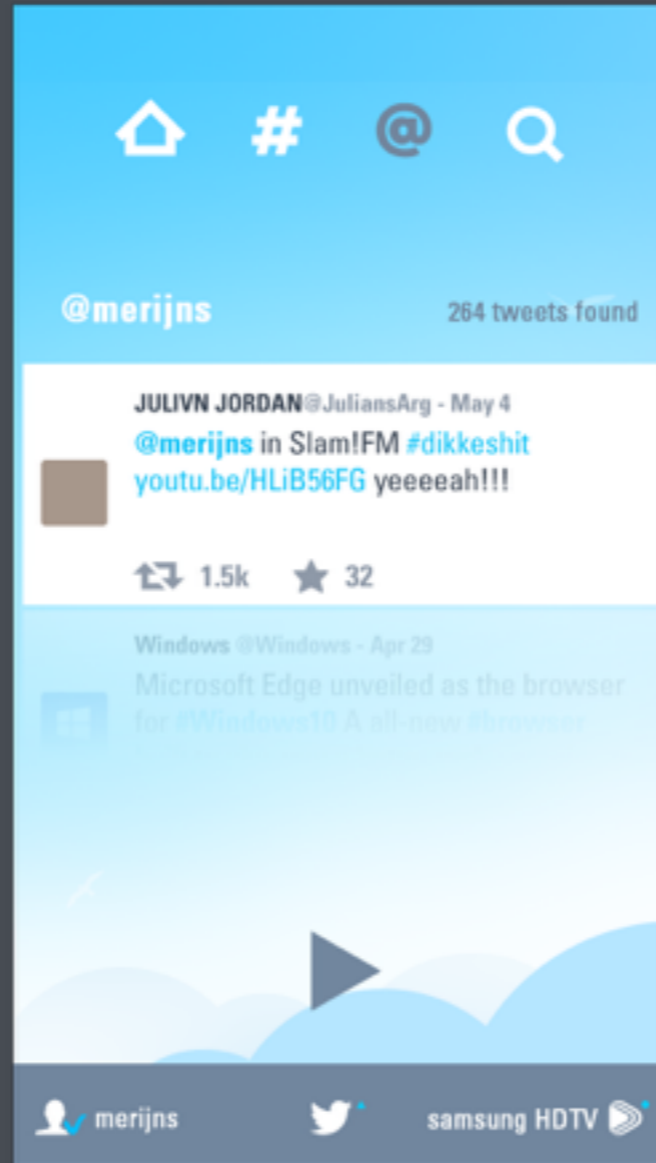 # @
@merijns 264 tweets found
JULIVN JORDAN@JuliansArg - May 4
@merijns in Slam!FM #dikkeshit
youtu.be/HLiB56FG yeeeeah!!!
1.5k 32
Windows @Windows - Apr 29
Microsoft Edge unveiled as the browser
for #Windows10 A all-new #browser
merijns samsung HDTV